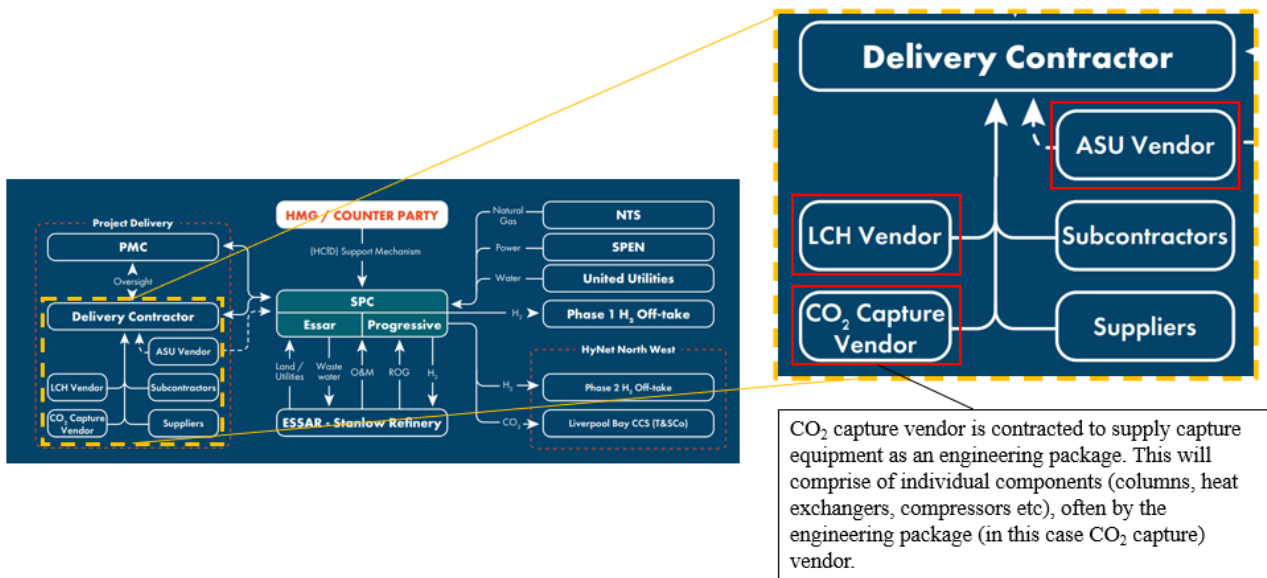 Project Delivery
PMC
Oversight
Delivery Contractor
ASU Vendor
LCH Vendor
Subcontractors
CO₂ Capture
Vendor
Suppliers
HMG / COUNTER PARTY
(HCfD) Support Mechanism
SPC
Essar
Progressive
Land /
Utilities
Waste
water
O&M
ROG
H₂
ESSAR - Stanlow Refinery
Natural
Gas
NTS
Power
SPEN
Water
United Utilities
H₂
Phase 1 H₂ Off-take
HyNet North West
H₂
Phase 2 H₂ Off-take
CO₂
Liverpool Bay CCS (T&SCo)
Delivery Contractor
ASU Vendor
LCH Vendor
Subcontractors
CO₂ Capture
Vendor
Suppliers
CO₂ capture vendor is contracted to supply capture
equipment as an engineering package. This will
comprise of individual components (columns, heat
exchangers, compressors etc), often by the
engineering package (in this case CO₂ capture)
vendor.